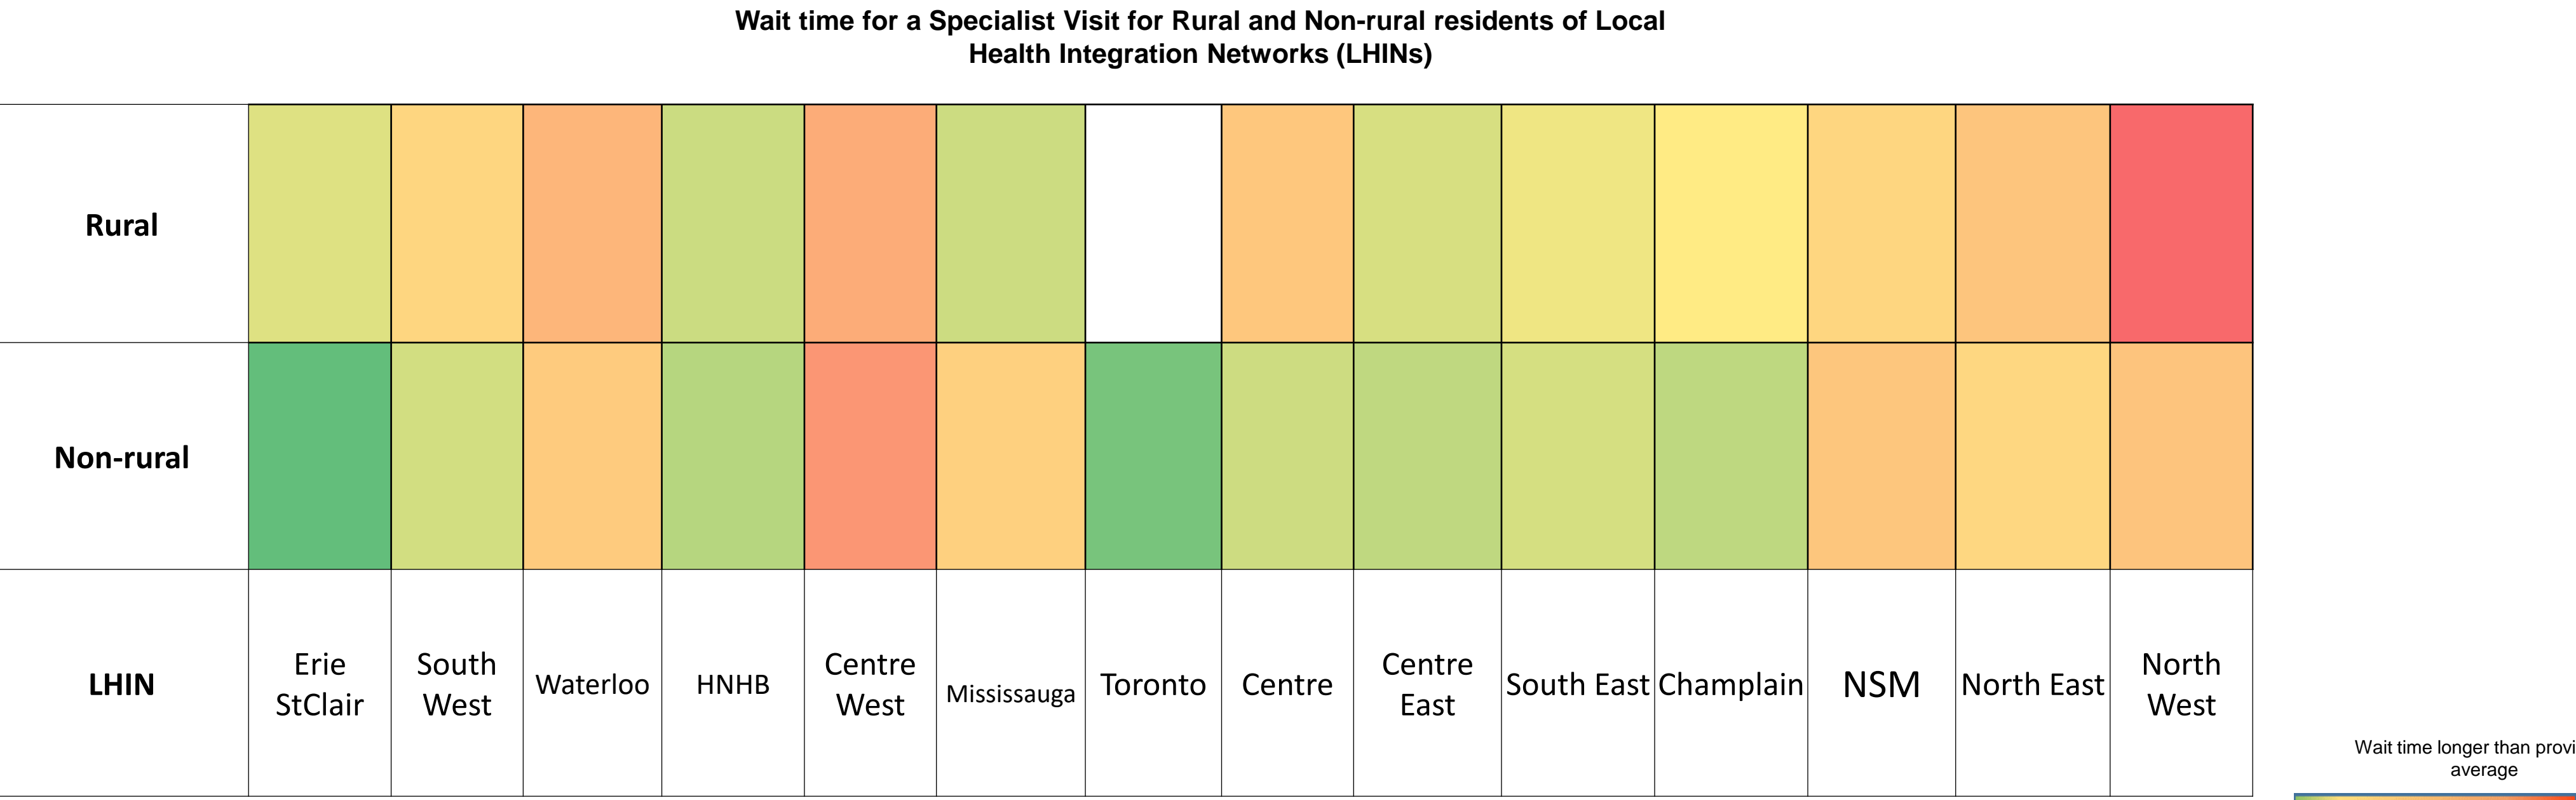 Wait time for a Specialist Visit for Rural and Non-rural residents of Local
Health Integration Networks (LHINs)
Rural
Non-rural
LHIN
Erie
StClair
South
West
Waterloo
HNHB
Centre
West
Mississauga
Toronto
Centre
Centre
East
South East
Champlain
NSM
North East
North
West
Wait time longer than provi
average